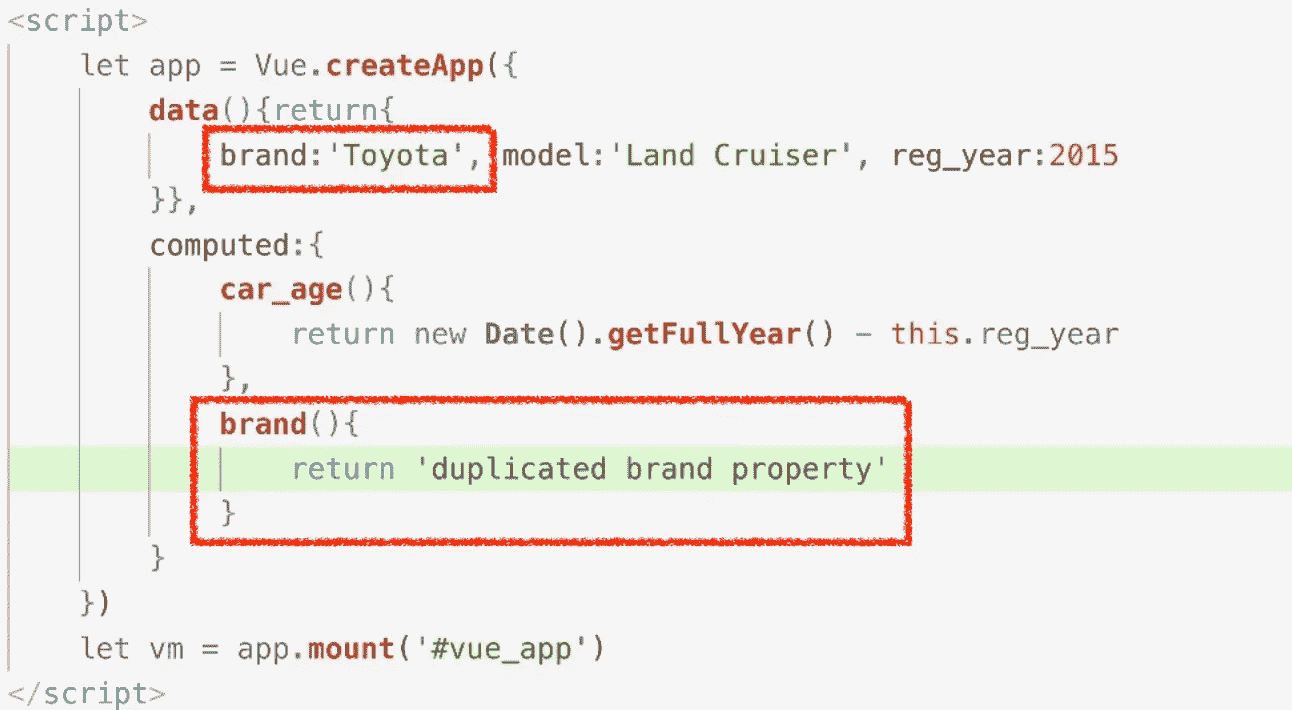 <script>
let app = Vue.createApp({
data(){return{
brand:'Toyota', model:'Land Cruiser', reg_year:2015
}},
computed:{
car_age(){
return new Date().getFullYear() - this.reg_year
},
brand(){
return 'duplicated brand property'
}
}
})
let vm = app.mount('#vue_app')
</script>